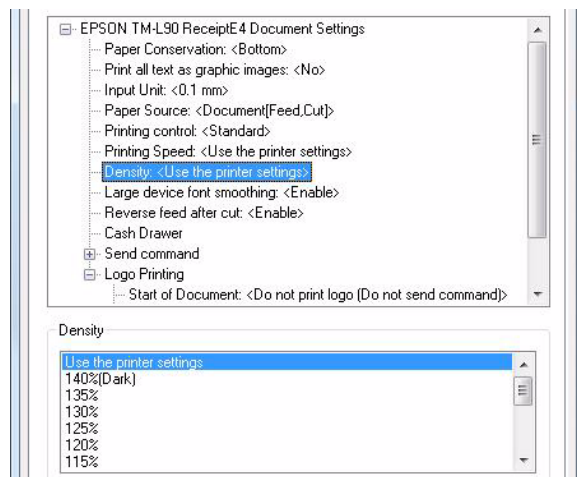 EPSON TM-L90 ReceiptE4 Document Settings
Paper Conservation: <Bottom>
Print all text as graphic images: <No>
Input Unit: <0.1 mm>
Paper Source: <Document[Feed,Cut]>
Printing control: <Standard>
Printing Speed: <Use the printer settings>
Density: <Use the printer settings>
Large device font smoothing: <Enable>
Reverse feed after cut: <Enable>
Cash Drawer
Send command
Logo Printing
Start of Document: <Do not print logo (Do not send command)>
Density
Use the printer settings
140%(Dark)
135%
130%
125%
120%
115%